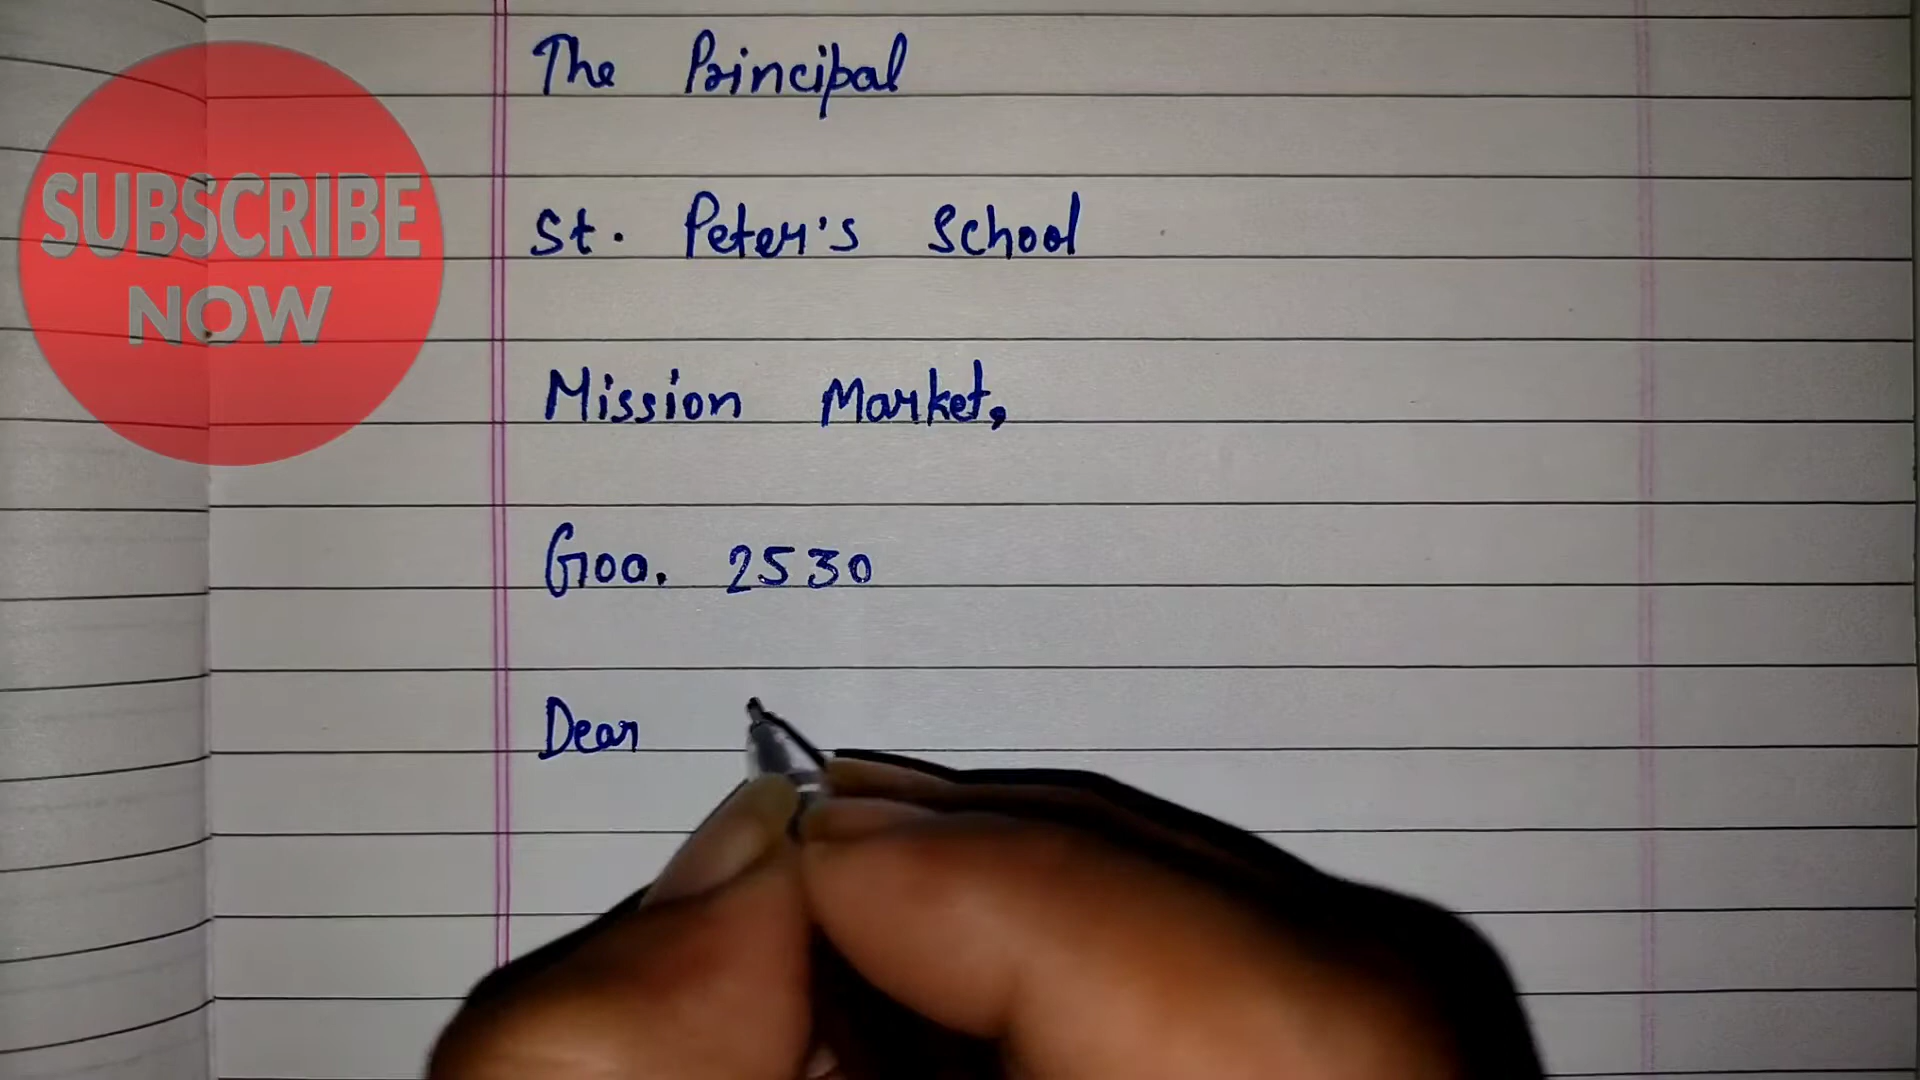 SUBSCRIBE
NOW
The Principal
St. Peter's School
Mission Market,
Goa. 2530
Dear